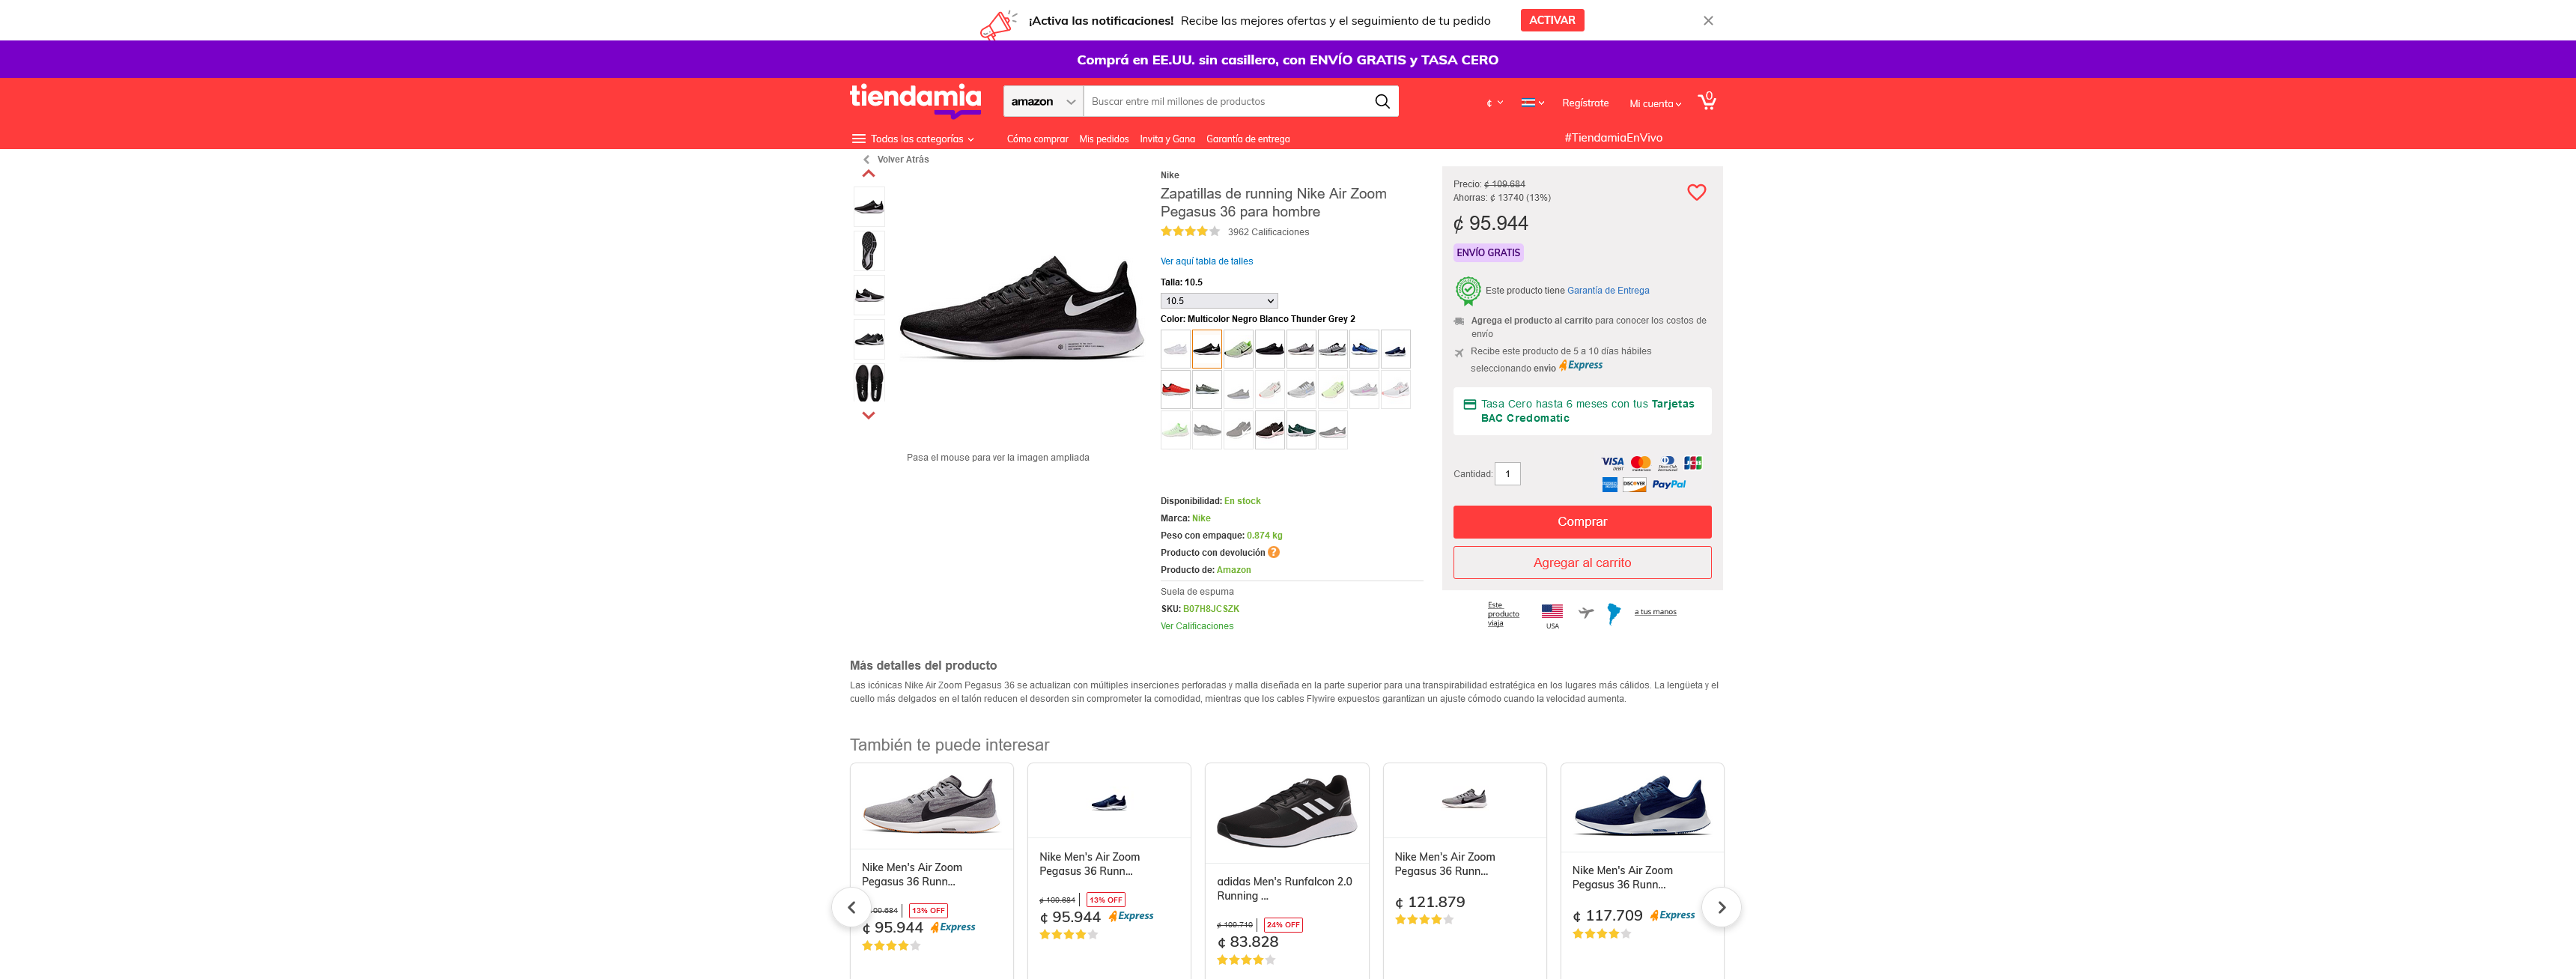 ¡Activa las notificaciones! Recibe las mejores ofertas y el seguimiento de tu pedido
ACTIVAR
Comprá en EE.UU. sin casillero, con ENVÍO GRATIS y TASA CERO
tiendamia
amazon
Buscar entre mil millones de productos
¢
Regístrate
Mi cuenta
0
Todas las categorías
Cómo comprar
Mis pedidos
Invita y Gana
Garantía de entrega
#TiendamiaEnVivo
Volver Atrás
Pasa el mouse para ver la imagen ampliada
Nike
Zapatillas de running Nike Air Zoom
Pegasus 36 para hombre
3962 Calificaciones
Ver aquí tabla de talles
Talla: 10.5
10.5
Color: Multicolor Negro Blanco Thunder Grey 2
Disponibilidad: En stock
Marca: Nike
Peso con empaque: 0.874 kg
Producto con devolución ?
Producto de: Amazon
Suela de espuma
SKU: B07H8JCSZK
Ver Calificaciones
Precio: ¢ 109.684
Ahorras: ¢ 13740 (13%)
¢ 95.944
ENVÍO GRATIS
Este producto tiene Garantía de Entrega
Agrega el producto al carrito para conocer los costos de
envío
Recibe este producto de 5 a 10 días hábiles
seleccionando envio Express
Tasa Cero hasta 6 meses con tus Tarjetas
BAC Credomatic
Cantidad: 1
VISA
JCB
DISCOVER
PayPal
Comprar
Agregar al carrito
Este
producto
viaja
USA
a tus manos
Más detalles del producto
Las icónicas Nike Air Zoom Pegasus 36 se actualizan con múltiples inserciones perforadas y malla diseñada en la parte superior para una transpirabilidad estratégica en los lugares más cálidos. La lengüeta y el
cuello más delgados en el talón reducen el desorden sin comprometer la comodidad, mientras que los cables Flywire expuestos garantizan un ajuste cómodo cuando la velocidad aumenta.
También te puede interesar
Nike Men's Air Zoom
Pegasus 36 Runn...
13% OFF
¢ 95.944 Express
Nike Men's Air Zoom
Pegasus 36 Runn...
¢ 109.684 13% OFF
¢ 95.944 Express
adidas Men's Runfalcon 2.0
Running ...
¢ 109.710 24% OFF
¢ 83.828
Nike Men's Air Zoom
Pegasus 36 Runn...
¢ 121.879
Nike Men's Air Zoom
Pegasus 36 Runn...
¢ 117.709 Express